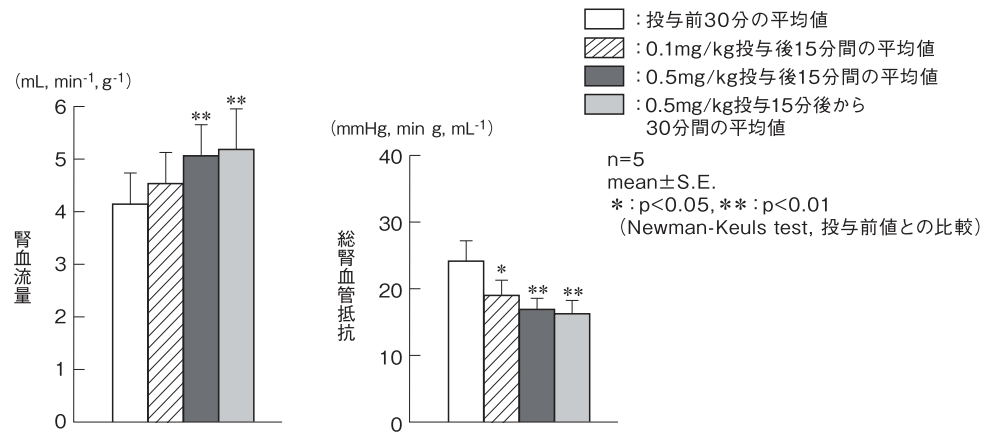 ：投与前30分の平均値
：0.1mg/kg投与後15分間の平均値
：0.5mg/kg投与後15分間の平均値
：0.5mg/kg投与15分後から
30分間の平均値
n=5
mean±S.E.
＊：p<0.05, ＊＊：p<0.01
（Newman-Keuls test, 投与前値との比較）
（mL, min⁻¹, g⁻¹）
6
5
4
3
2
1
0
腎血流量
**
**
（mmHg, min g, mL⁻¹）
40
30
20
10
0
総腎血管抵抗
*
**
**